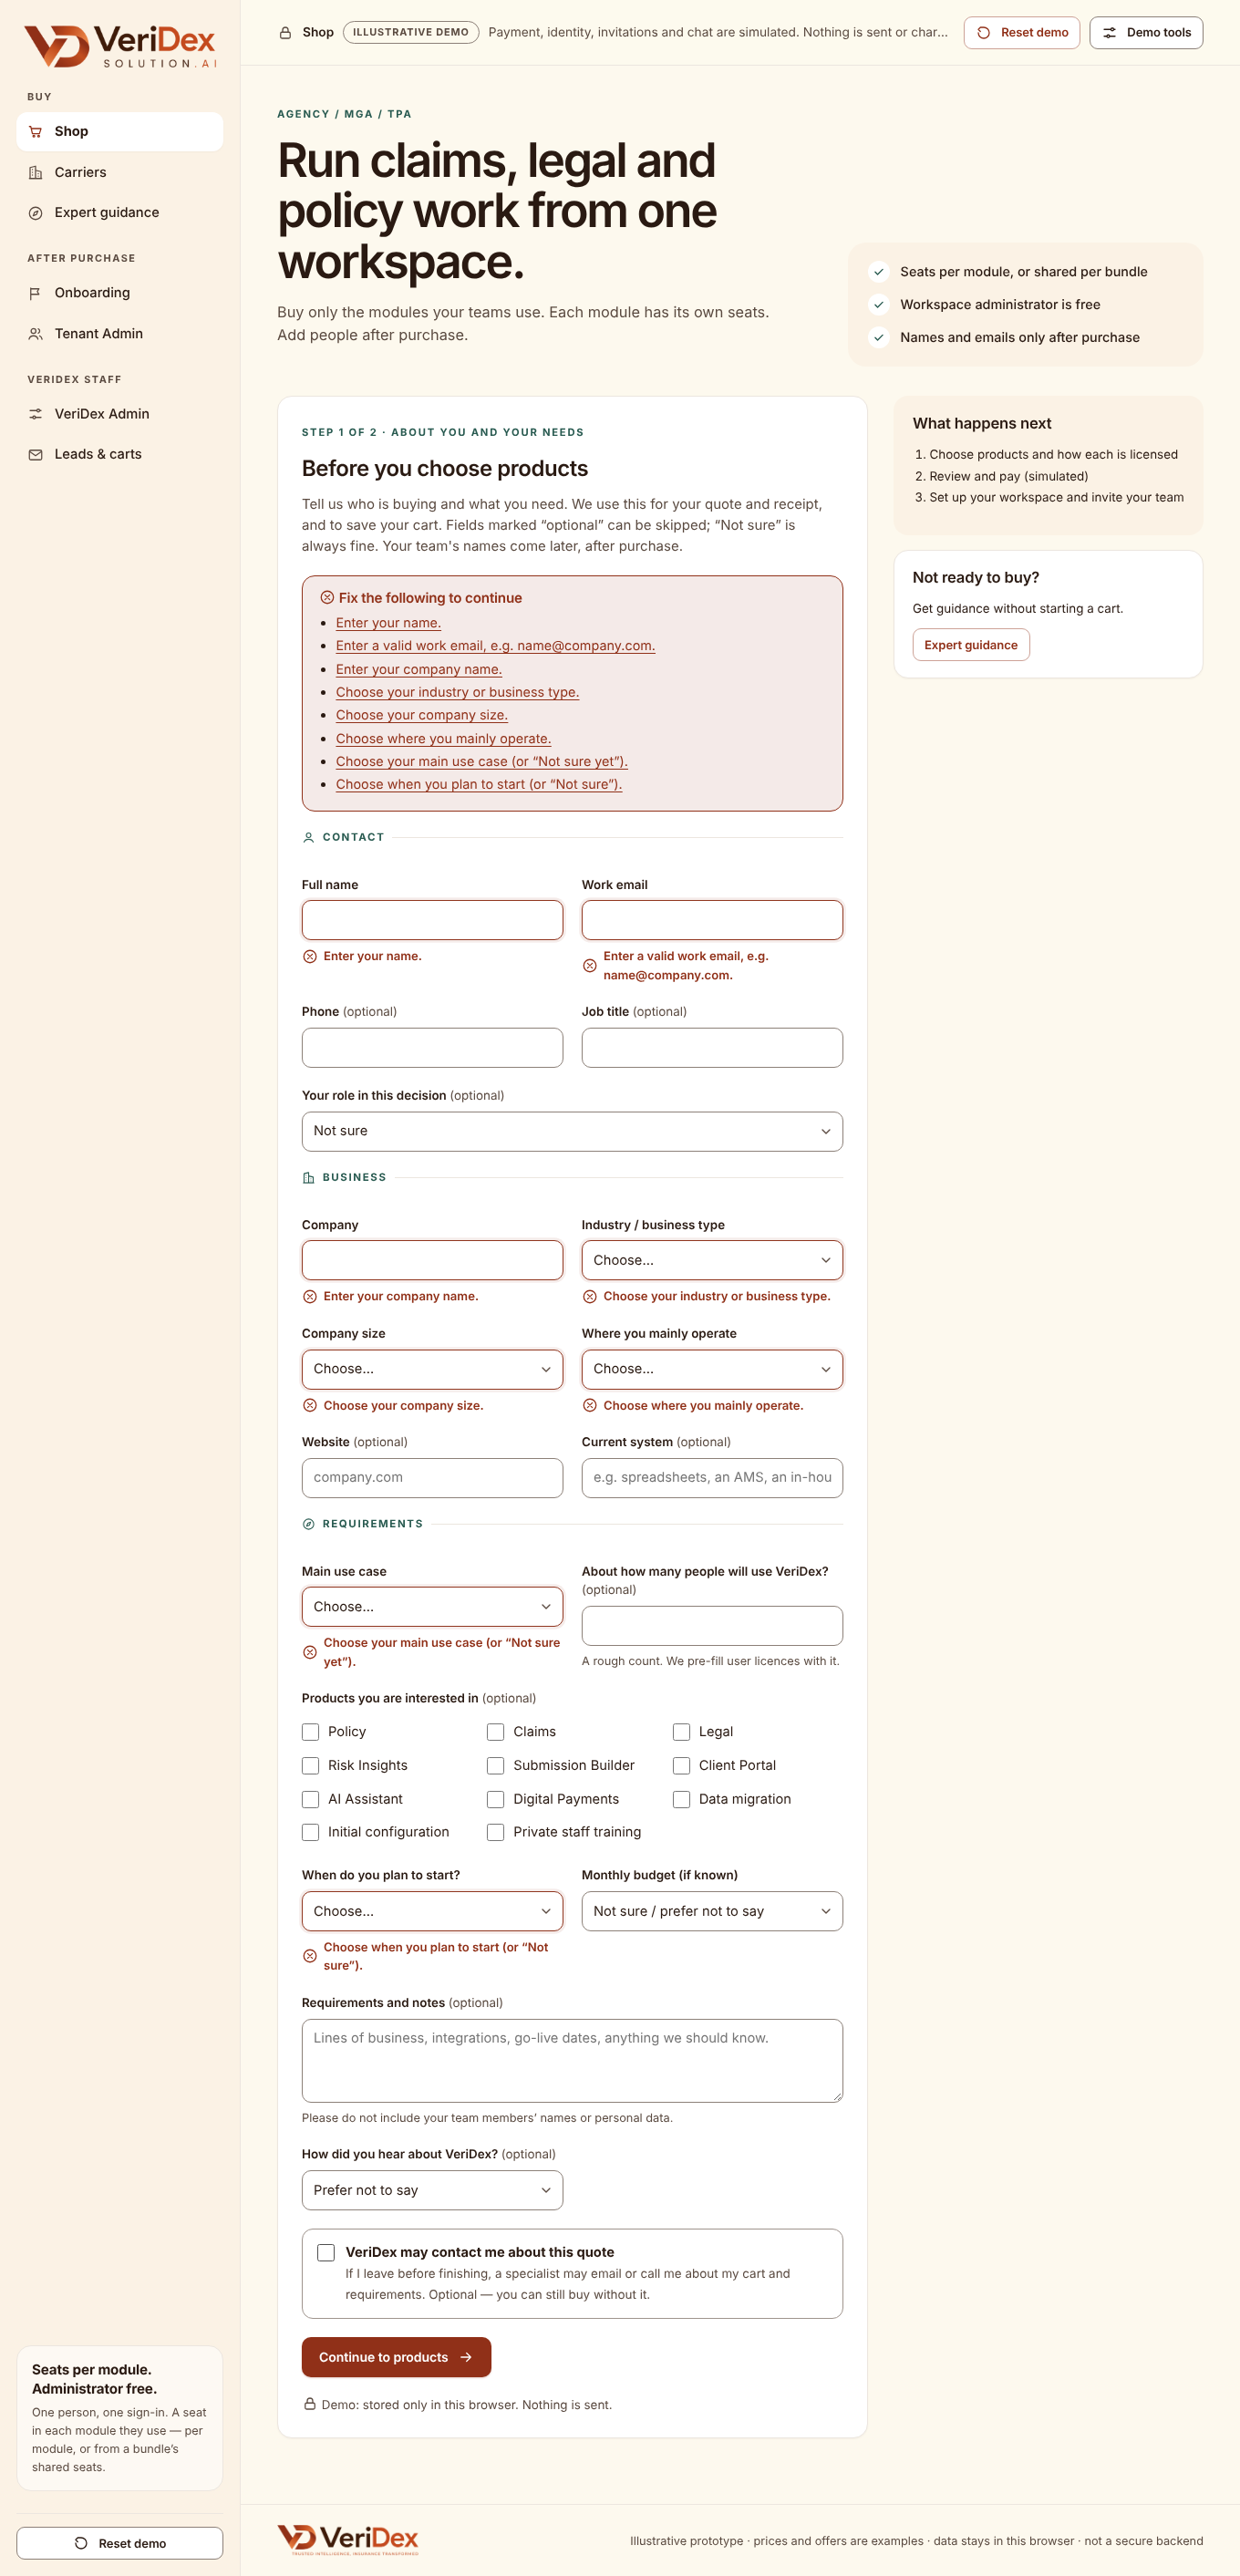 VeriDex
SOLUTION.AI
BUY
Shop
Carriers
Expert guidance
AFTER PURCHASE
Onboarding
Tenant Admin
VERIDEX STAFF
VeriDex Admin
Leads & carts
Seats per module.
Administrator free.
One person, one sign-in. A seat
in each module they use — per
module, or from a bundle’s
shared seats.
Reset demo
Shop
ILLUSTRATIVE DEMO
Payment, identity, invitations and chat are simulated. Nothing is sent or char...
Reset demo
Demo tools
AGENCY / MGA / TPA
Run claims, legal and
policy work from one
workspace.
Buy only the modules your teams use. Each module has its own seats.
Add people after purchase.
Seats per module, or shared per bundle
Workspace administrator is free
Names and emails only after purchase
STEP 1 OF 2 · ABOUT YOU AND YOUR NEEDS
Before you choose products
Tell us who is buying and what you need. We use this for your quote and receipt,
and to save your cart. Fields marked “optional” can be skipped; “Not sure” is
always fine. Your team's names come later, after purchase.
Fix the following to continue
Enter your name.
Enter a valid work email, e.g. name@company.com.
Enter your company name.
Choose your industry or business type.
Choose your company size.
Choose where you mainly operate.
Choose your main use case (or “Not sure yet”).
Choose when you plan to start (or “Not sure”).
CONTACT
Full name
Work email
Enter your name.
Enter a valid work email, e.g.
name@company.com.
Phone (optional)
Job title (optional)
Your role in this decision (optional)
Not sure
BUSINESS
Company
Industry / business type
Choose...
Enter your company name.
Choose your industry or business type.
Company size
Where you mainly operate
Choose...
Choose...
Choose your company size.
Choose where you mainly operate.
Website (optional)
Current system (optional)
company.com
e.g. spreadsheets, an AMS, an in-hou
REQUIREMENTS
Main use case
About how many people will use VeriDex?
(optional)
Choose...
Choose your main use case (or “Not sure
yet”).
A rough count. We pre-fill user licences with it.
Products you are interested in (optional)
Policy
Claims
Legal
Risk Insights
Submission Builder
Client Portal
AI Assistant
Digital Payments
Data migration
Initial configuration
Private staff training
When do you plan to start?
Monthly budget (if known)
Choose...
Not sure / prefer not to say
Choose when you plan to start (or “Not
sure”).
Requirements and notes (optional)
Lines of business, integrations, go-live dates, anything we should know.
Please do not include your team members’ names or personal data.
How did you hear about VeriDex? (optional)
Prefer not to say
VeriDex may contact me about this quote
If I leave before finishing, a specialist may email or call me about my cart and
requirements. Optional — you can still buy without it.
Continue to products
Demo: stored only in this browser. Nothing is sent.
What happens next
1. Choose products and how each is licensed
2. Review and pay (simulated)
3. Set up your workspace and invite your team
Not ready to buy?
Get guidance without starting a cart.
Expert guidance
VeriDex
TRUSTED INTELLIGENCE. INSURANCE TRANSFORMED
Illustrative prototype · prices and offers are examples · data stays in this browser · not a secure backend